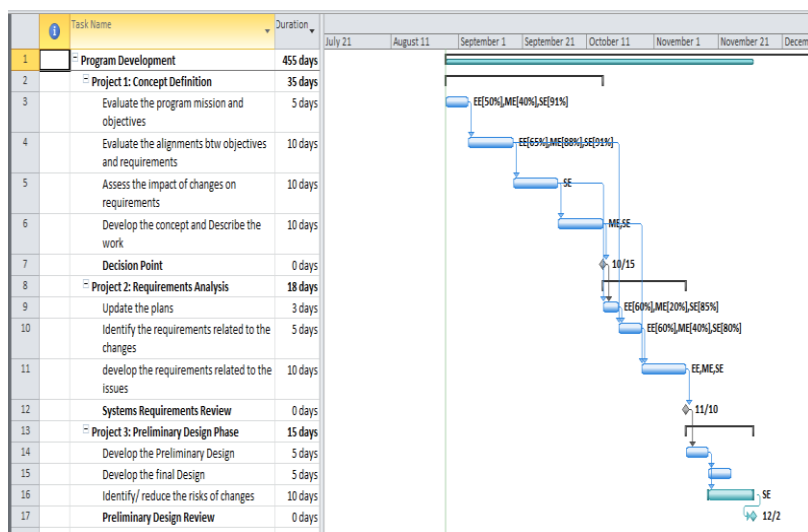 Task Name Duration
July 21 August 11 September 1 September 21 October 11 November 1 November 21
1 Program Development 455 days
2 Project 1: Concept Definition 35 days
3 Evaluate the program mission and 5 days EE[50%],ME[40%],SE[91%]
objectives
4 Evaluate the alignments btw objectives 10 days EE[65%],ME[88%],SE[91%]
and requirements
5 Assess the impact of changes on 10 days SE
requirements
6 Develop the concept and Describe the 10 days ME,SE
work
7 Decision Point 0 days 10/15
8 Project 2: Requirements Analysis 18 days
9 Update the plans 3 days EE[60%],ME[20%],SE[85%]
10 Identify the requirements related to the 5 days EE[60%],ME[40%],SE[80%]
changes
11 develop the requirements related to the 10 days EE,ME,SE
issues
12 Systems Requirements Review 0 days 11/10
13 Project 3: Preliminary Design Phase 15 days
14 Develop the Preliminary Design 5 days
15 Develop the final Design 5 days
16 Identify/ reduce the risks of changes 10 days SE
17 Preliminary Design Review 0 days 12/2